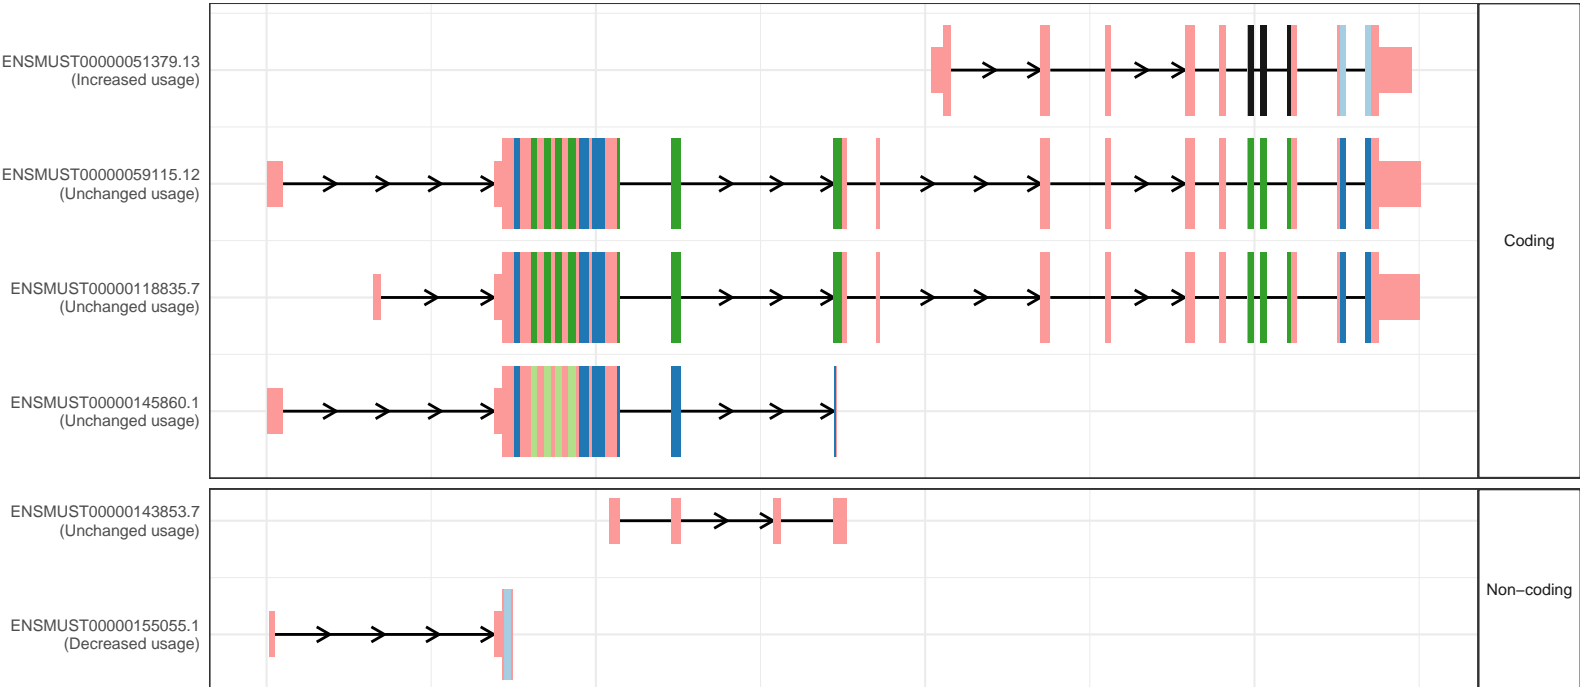 ENSMUST00000051379.13
(Increased usage)
ENSMUST00000059115.12
(Unchanged usage)
ENSMUST00000118835.7
(Unchanged usage)
ENSMUST00000145860.1
(Unchanged usage)
Coding
ENSMUST00000143853.7
(Unchanged usage)
ENSMUST00000155055.1
(Decreased usage)
Non−coding